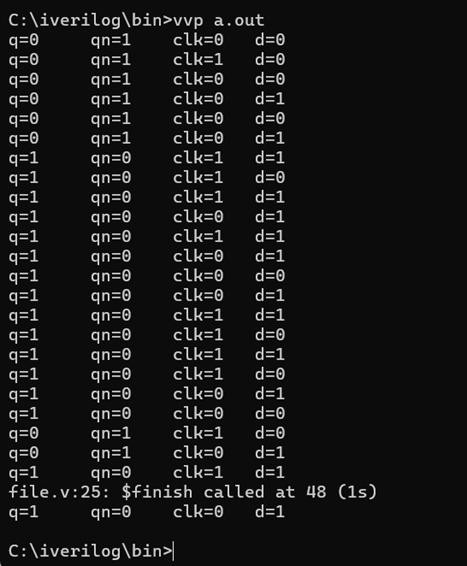 C:\iverilog\bin>vvp a.out
q=0     qn=1    clk=0   d=0
q=0     qn=1    clk=1   d=0
q=0     qn=1    clk=0   d=0
q=0     qn=1    clk=0   d=1
q=0     qn=1    clk=0   d=0
q=0     qn=1    clk=0   d=1
q=1     qn=0    clk=1   d=1
q=1     qn=0    clk=1   d=0
q=1     qn=0    clk=1   d=1
q=1     qn=0    clk=0   d=1
q=1     qn=0    clk=1   d=1
q=1     qn=0    clk=0   d=1
q=1     qn=0    clk=0   d=0
q=1     qn=0    clk=0   d=1
q=1     qn=0    clk=1   d=1
q=1     qn=0    clk=1   d=0
q=1     qn=0    clk=1   d=1
q=1     qn=0    clk=1   d=0
q=1     qn=0    clk=0   d=1
q=1     qn=0    clk=0   d=0
q=0     qn=1    clk=1   d=0
q=0     qn=1    clk=0   d=1
q=1     qn=0    clk=1   d=1
file.v:25: $finish called at 48 (1s)
q=1     qn=0    clk=0   d=1
C:\iverilog\bin>